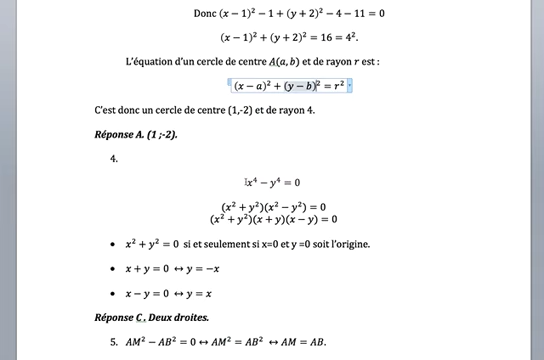 Donc (x − 1)² − 1 + (y + 2)² − 4 − 11 = 0
(x − 1)² + (y + 2)² = 16 = 4².
L'équation d'un cercle de centre A(a, b) et de rayon r est :
(x − a)² + (y − b)² = r²
C'est donc un cercle de centre (1,-2) et de rayon 4.
Réponse A. (1 ;-2).
4.
x⁴ − y⁴ = 0
(x² + y²)(x² − y²) = 0
(x² + y²)(x + y)(x − y) = 0
• x² + y² = 0 si et seulement si x=0 et y =0 soit l'origine.
• x + y = 0 ↔ y = −x
• x − y = 0 ↔ y = x
Réponse C. Deux droites.
5. AM² − AB² = 0 ↔ AM² = AB² ↔ AM = AB.